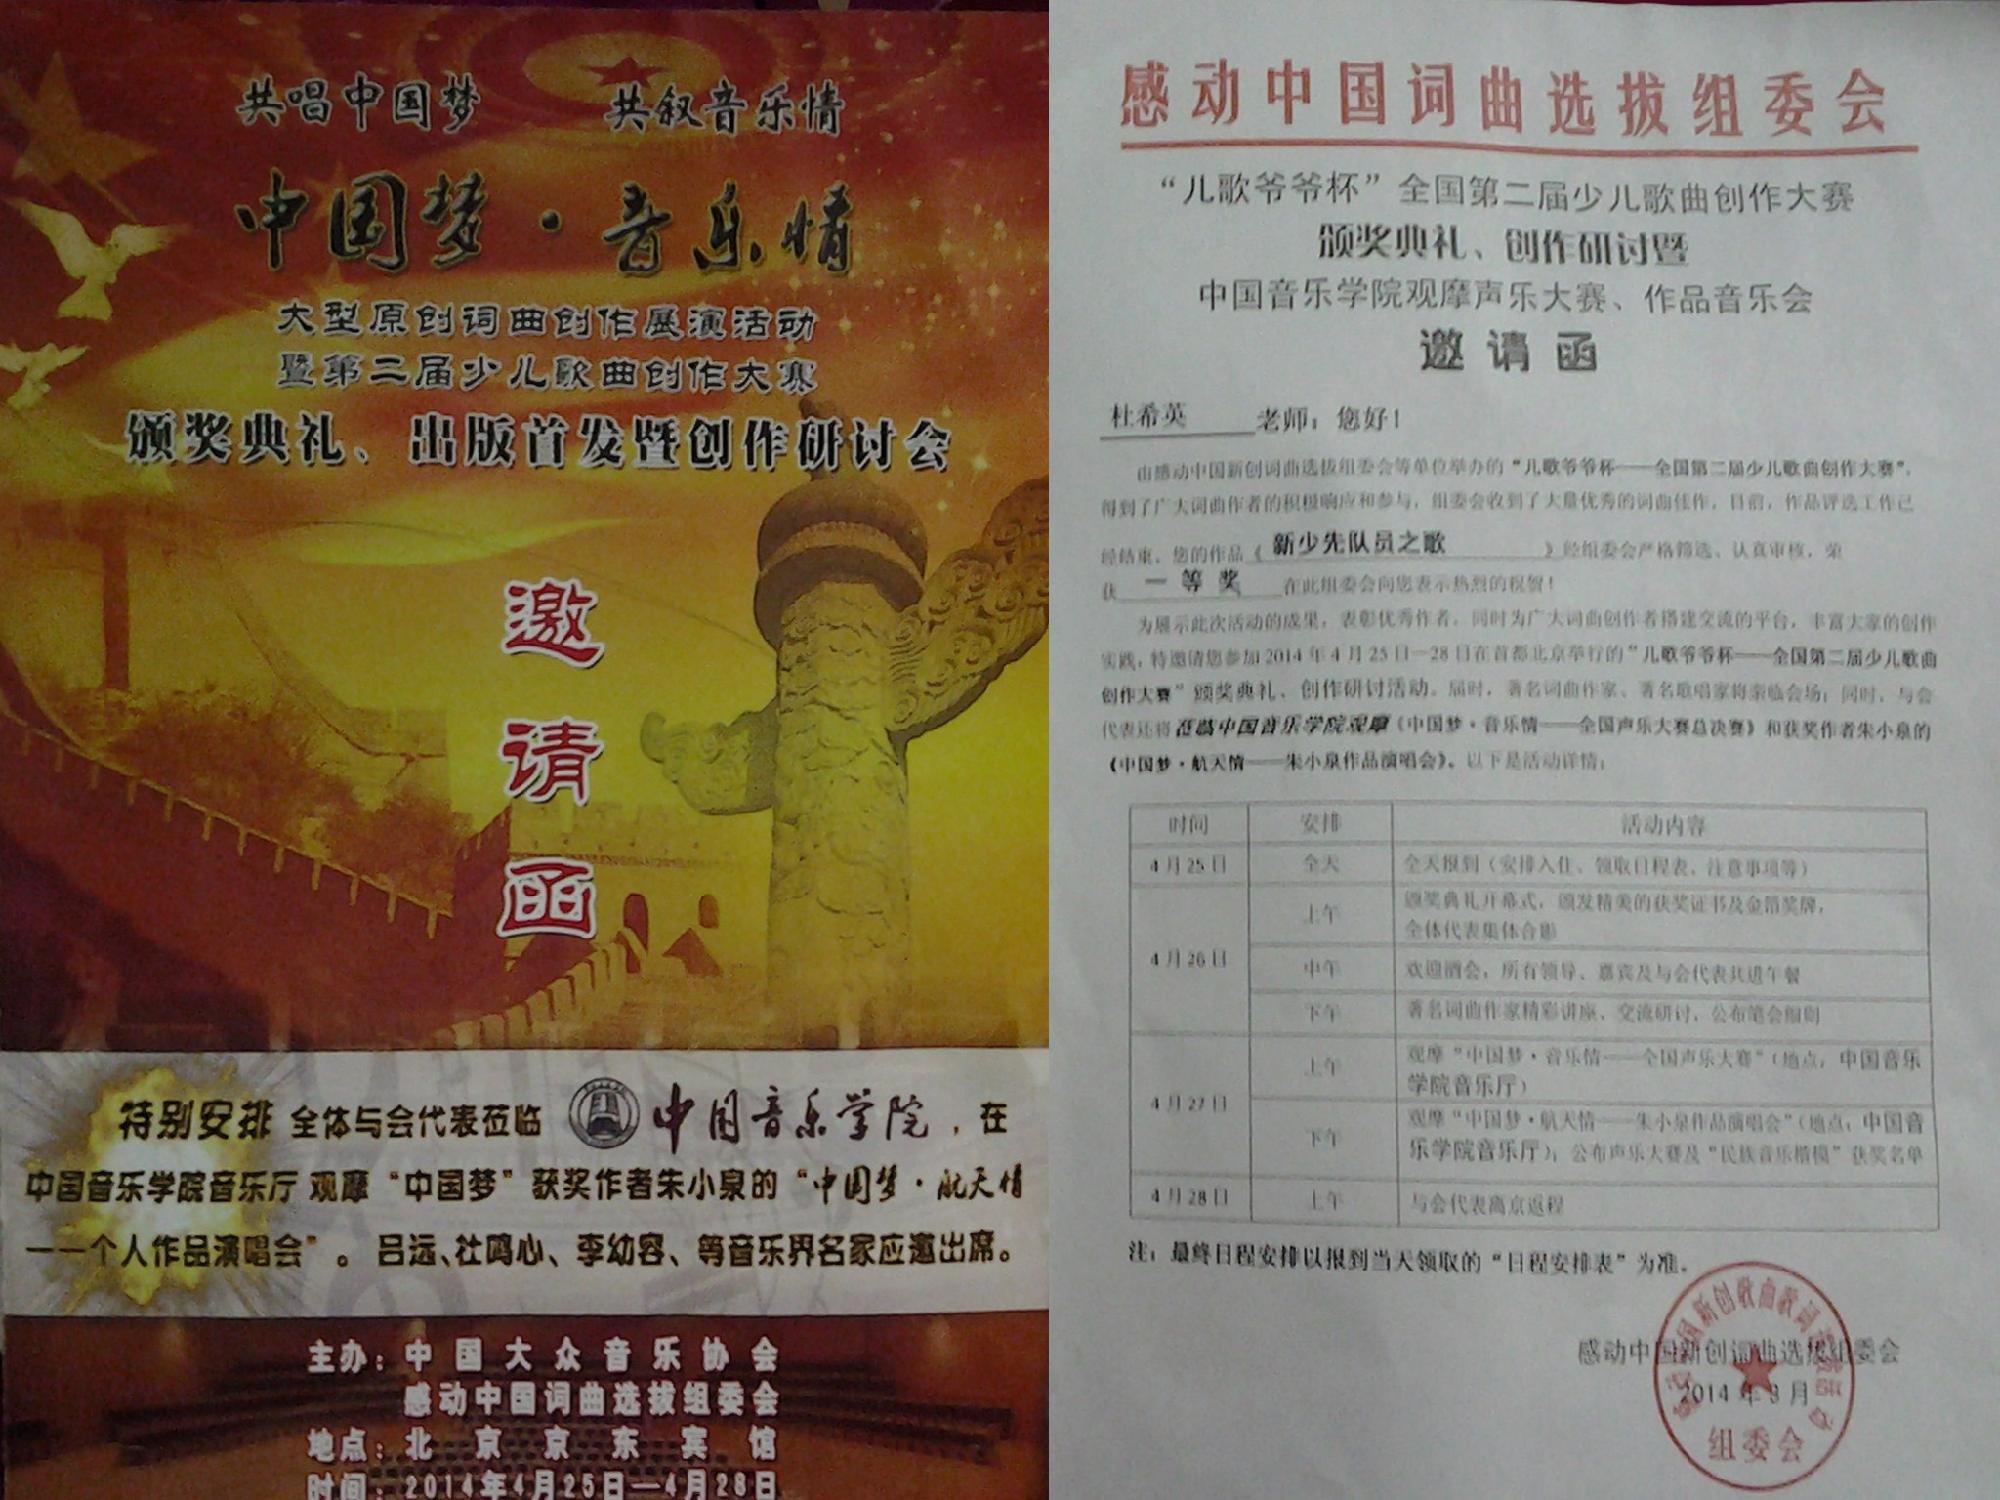 共唱中国梦 共叙音乐情
中国梦·音乐情
大型原创词曲创作展演活动
暨第二届少儿歌曲创作大赛
颁奖典礼、出版首发暨创作研讨会
邀
请
函
特别安排 全体与会代表莅临 中国音乐学院，在
中国音乐学院音乐厅 观摩“中国梦”获奖作者朱小泉的“中国梦·航天情
——个人作品演唱会”。吕远、社鸣心、李幼容、等音乐界名家应邀出席。
主办：中国大众音乐协会
感动中国词曲选拔组委会
地点：北京京东宾馆
时间：2014年4月25日—4月28日
感动中国词曲选拔组委会
“儿歌爷爷杯”全国第二届少儿歌曲创作大赛
颁奖典礼、创作研讨暨
中国音乐学院观摩声乐大赛、作品音乐会
邀请函
杜希英 老师：您好！
由感动中国新创词曲选拔组委会等单位举办的“儿歌爷爷杯——全国第二届少儿歌曲创作大赛”，
得到了广大词曲作者的积极响应和参与，组委会收到了大量优秀的词曲佳作，目前，作品评选工作已
经结束，您的作品《 新少先队员之歌 》经组委会严格筛选、认真审核，荣
获 一等奖 在此组委会向您表示热烈的祝贺！
为展示此次活动的成果，表彰优秀作者，同时为广大词曲创作者搭建交流的平台，丰富大家的创作
实践，特邀请您参加2014年4月25日—28日在首都北京举行的“儿歌爷爷杯——全国第二届少儿歌曲
创作大赛”颁奖典礼、创作研讨活动。届时，著名词曲作家、著名歌唱家将亲临会场；同时，与会
代表还将莅临中国音乐学院观摩《中国梦·音乐情——全国声乐大赛总决赛》和获奖作者朱小泉的
《中国梦·航天情——朱小泉作品演唱会》。以下是活动详情：
时间 安排 活动内容
4月25日 全天 全天报到（安排入住、领取日程表、注意事项等）
4月26日 上午 颁奖典礼开幕式，颁发精美的获奖证书及金箔奖牌，
全体代表集体合影
中午 欢迎酒会，所有领导、嘉宾及与会代表共进午餐
下午 著名词曲作家精彩讲座、交流研讨，公布笔会细则
4月27日 上午 观摩“中国梦·音乐情——全国声乐大赛”（地点：中国音乐
学院音乐厅）
下午 观摩“中国梦·航天情——朱小泉作品演唱会”（地点：中国音
乐学院音乐厅）；公布声乐大赛及“民族音乐楷模”获奖名单
4月28日 上午 与会代表离京返程
注：最终日程安排以报到当天领取的“日程安排表”为准。
感动中国新创词曲选拔组委会
2014年3月
组委会